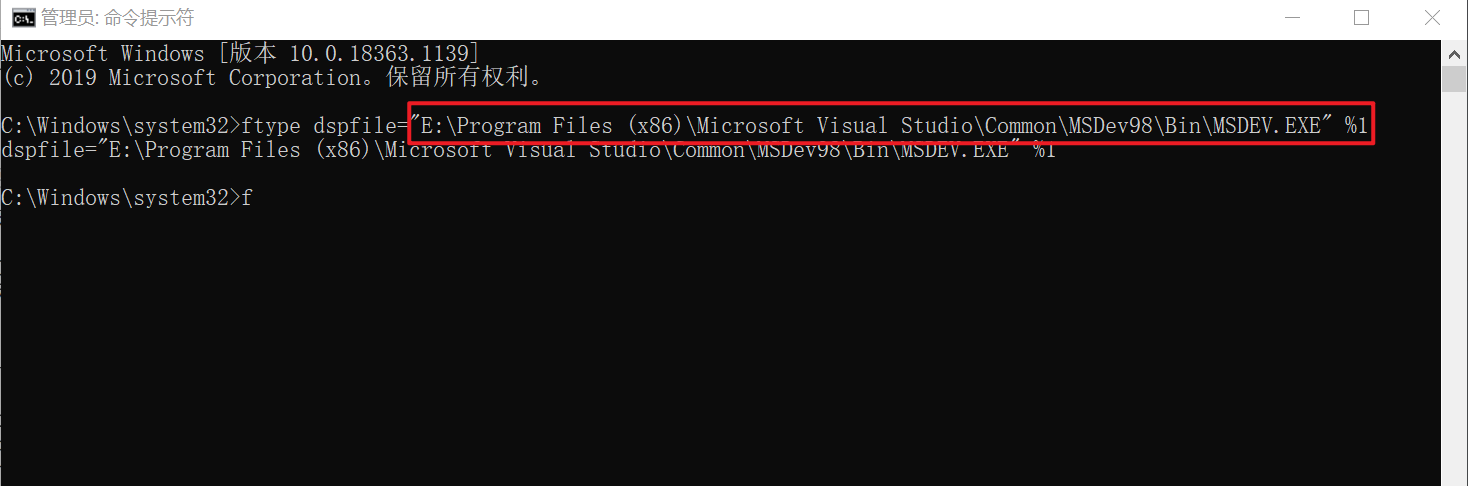 管理员: 命令提示符
Microsoft Windows [版本 10.0.18363.1139]
(c) 2019 Microsoft Corporation。保留所有权利。
C:\Windows\system32>ftype dspfile="E:\Program Files (x86)\Microsoft Visual Studio\Common\MSDev98\Bin\MSDEV.EXE" %1
dspfile="E:\Program Files (x86)\Microsoft Visual Studio\Common\MSDev98\Bin\MSDEV.EXE" %1
C:\Windows\system32>f